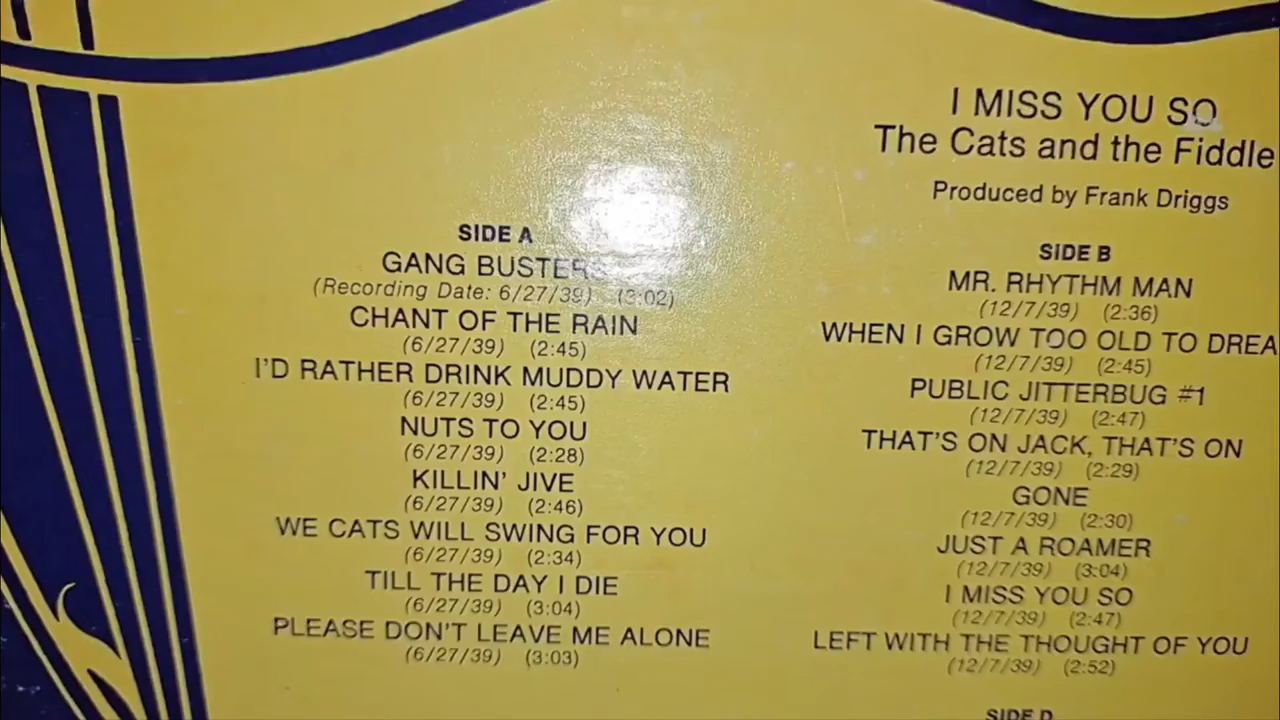 I MISS YOU SO
The Cats and the Fiddle
Produced by Frank Driggs
SIDE A
GANG BUSTERS
(Recording Date: 6/27/39) (3:02)
CHANT OF THE RAIN
(6/27/39) (2:45)
I'D RATHER DRINK MUDDY WATER
(6/27/39) (2:45)
NUTS TO YOU
(6/27/39) (2:28)
KILLIN' JIVE
(6/27/39) (2:46)
WE CATS WILL SWING FOR YOU
(6/27/39) (2:34)
TILL THE DAY I DIE
(6/27/39) (3:04)
PLEASE DON'T LEAVE ME ALONE
(6/27/39) (3:03)
SIDE B
MR. RHYTHM MAN
(12/7/39) (2:36)
WHEN I GROW TOO OLD TO DREA
(12/7/39) (2:45)
PUBLIC JITTERBUG #1
(12/7/39) (2:47)
THAT'S ON JACK, THAT'S ON
(12/7/39) (2:29)
GONE
(12/7/39) (2:30)
JUST A ROAMER
(12/7/39) (3:04)
I MISS YOU SO
(12/7/39) (2:47)
LEFT WITH THE THOUGHT OF YOU
(12/7/39) (2:52)
SIDE D